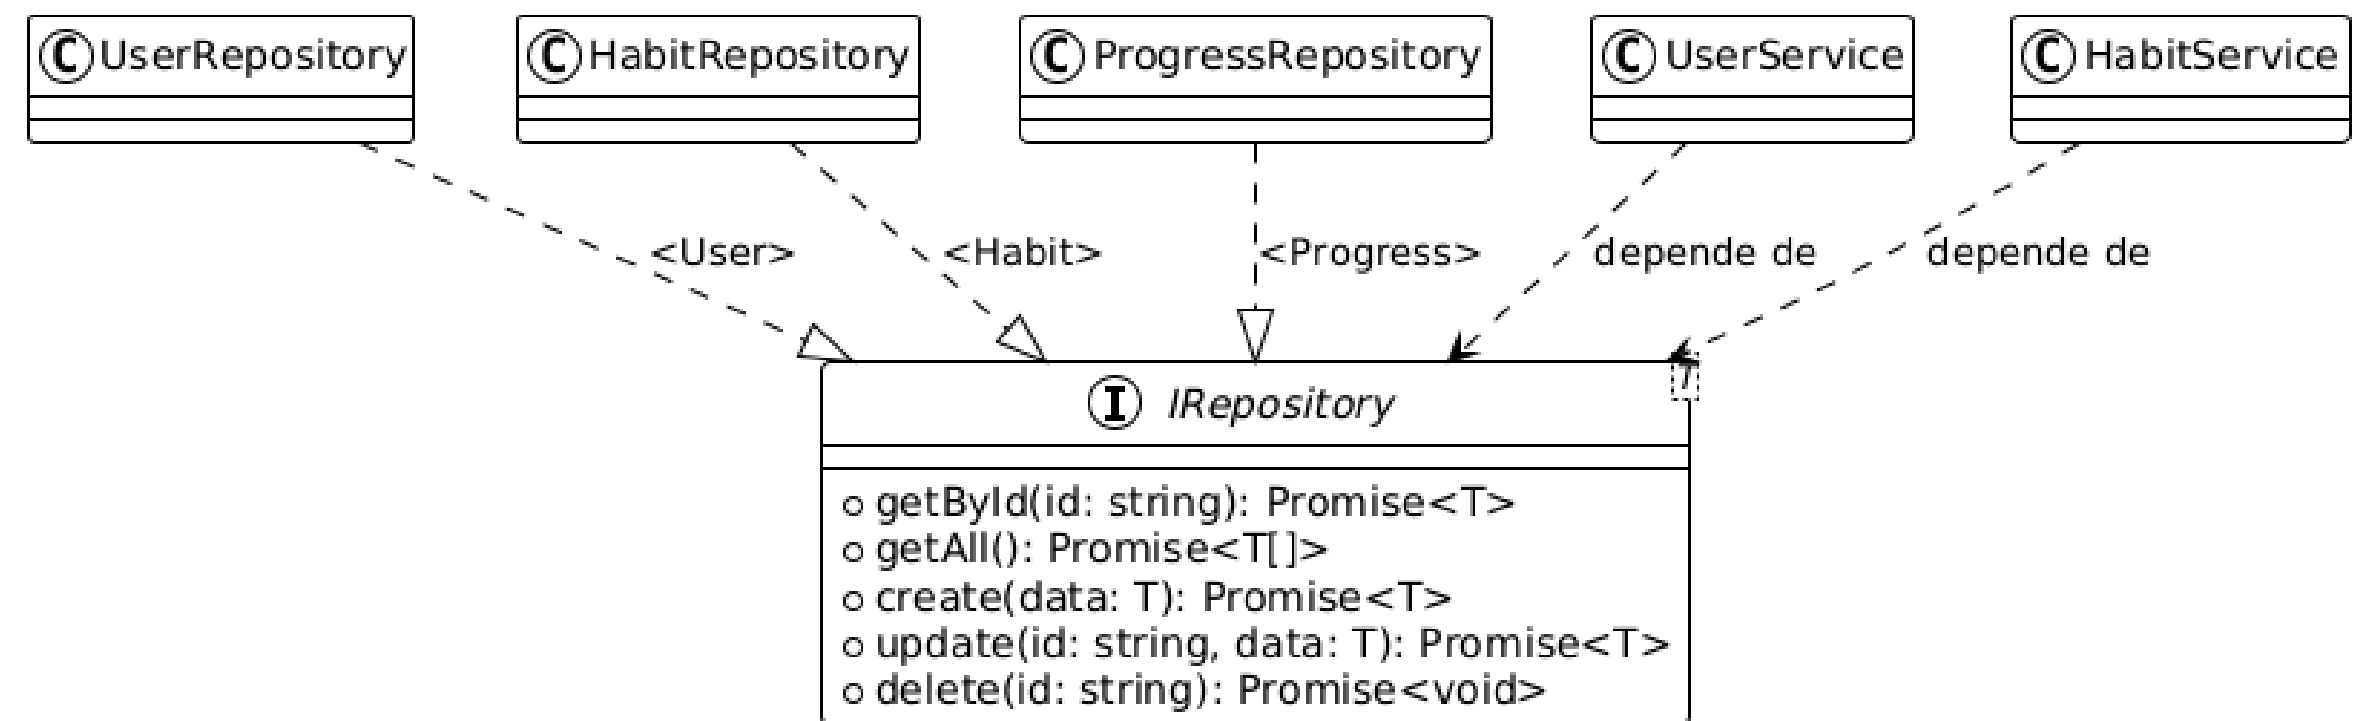 C UserRepository
C HabitRepository
C ProgressRepository
C UserService
C HabitService
<User>
<Habit>
<Progress>
depende de
depende de
T
I IRepository
getById(id: string): Promise<T>
getAll(): Promise<T[]>
create(data: T): Promise<T>
update(id: string, data: T): Promise<T>
delete(id: string): Promise<void>